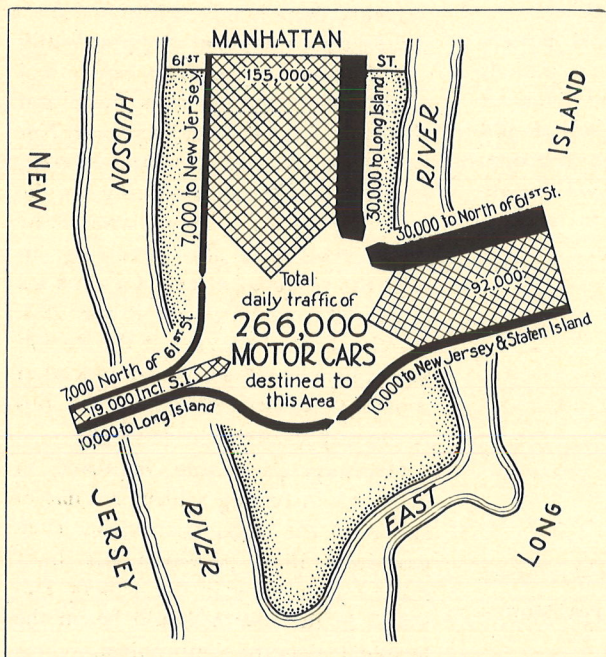 MANHATTAN
61ST ST.
155,000
7,000 to New Jersey
30,000 to Long Island
HUDSON
RIVER
NEW
JERSEY
RIVER
ISLAND
LONG
EAST
30,000 to North of 61ST St.
92,000
10,000 to New Jersey & Staten Island
Total
daily traffic of
266,000
MOTOR CARS
destined to
this Area
7,000 North of 61ST St.
19,000 Incl. S.I.
10,000 to Long Island